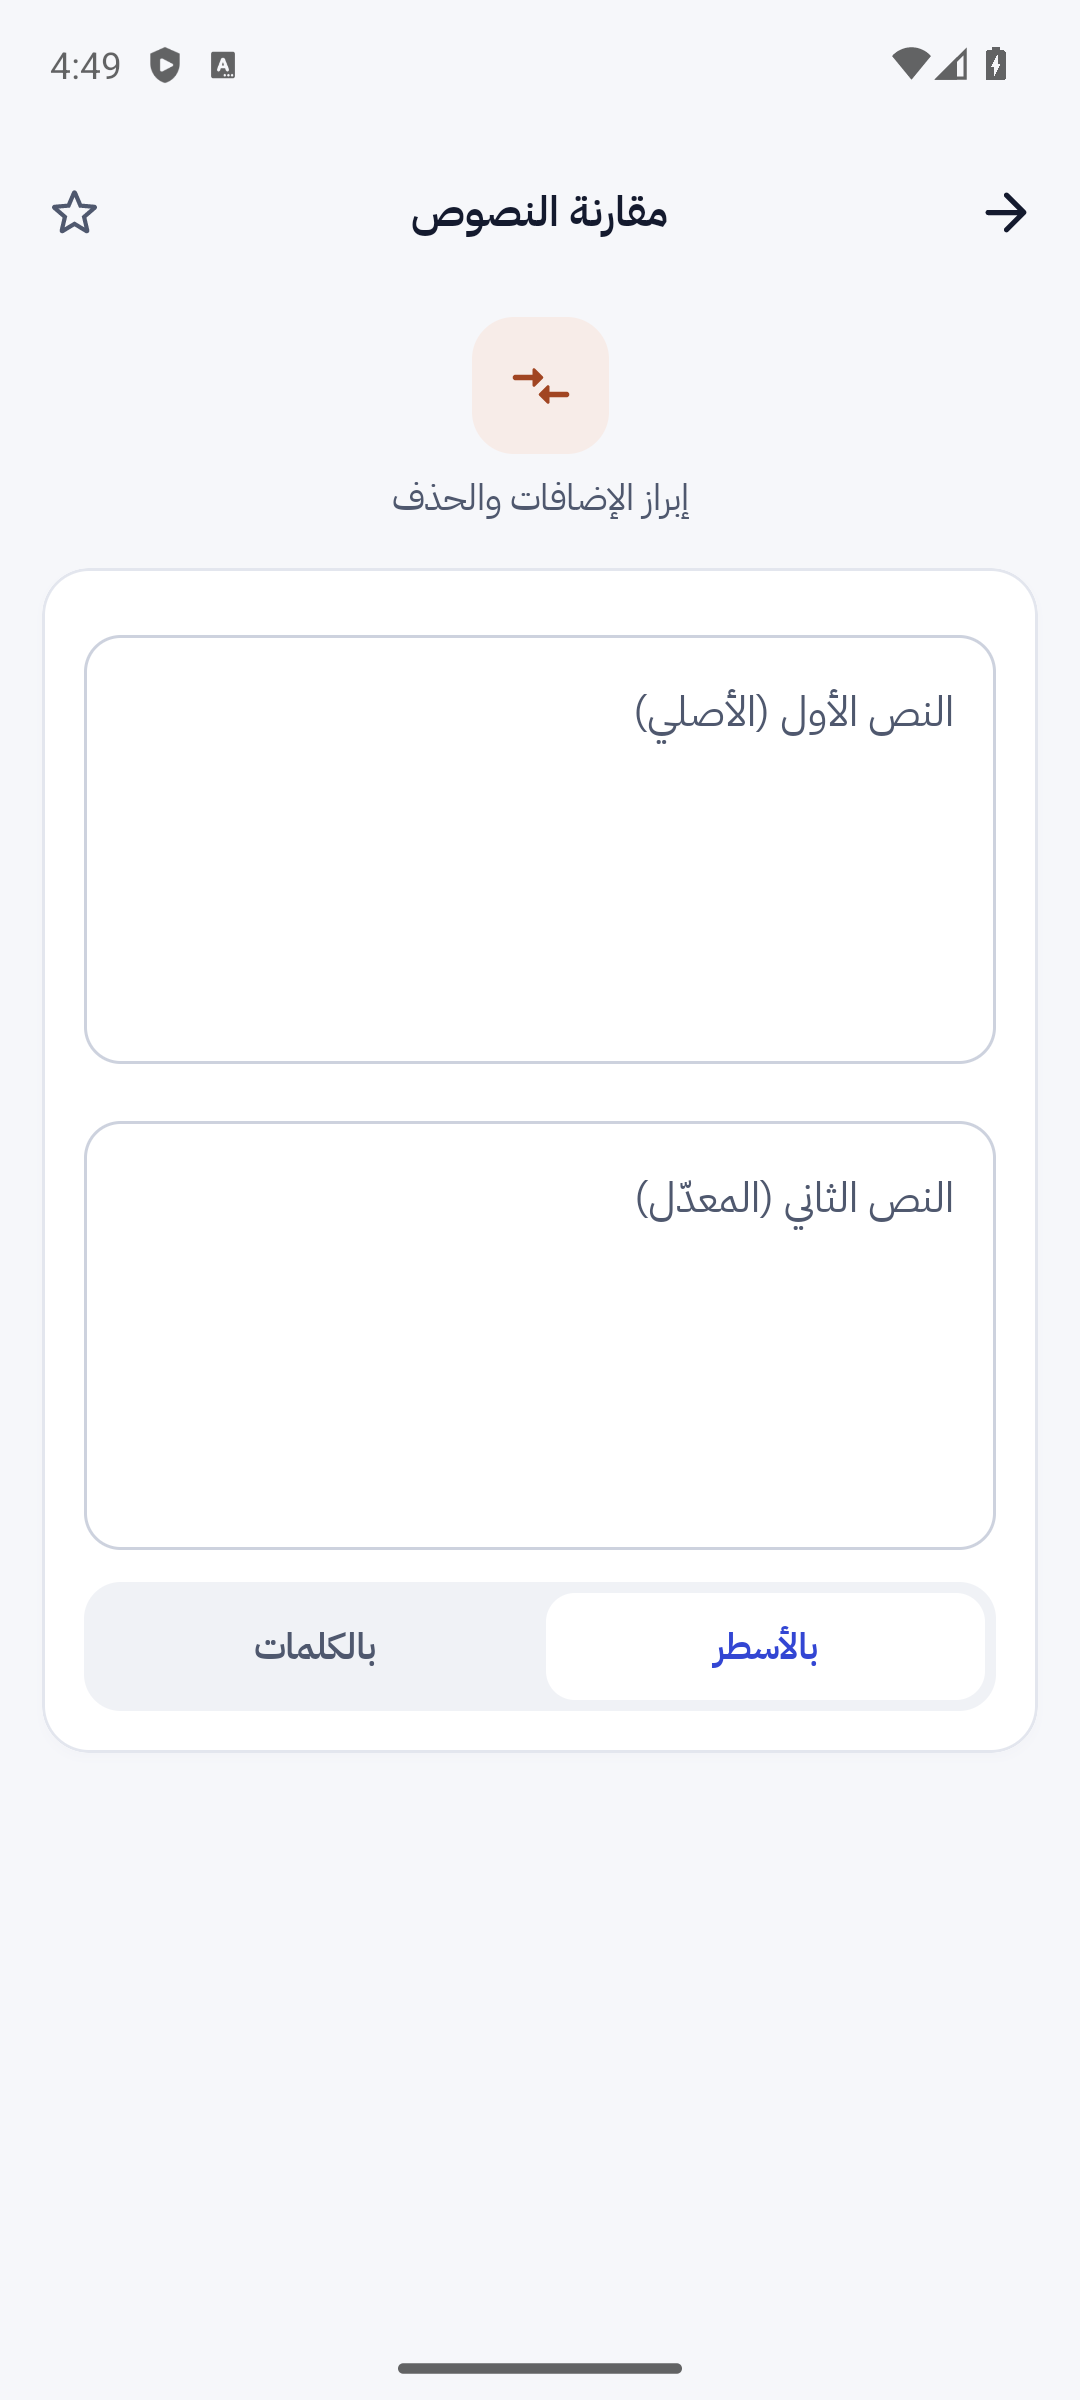 4:49
مقارنة النصوص
إبراز الإضافات والحذف
النص الأول (الأصلي)
النص الثاني (المعدّل)
بالأسطر
بالكلمات